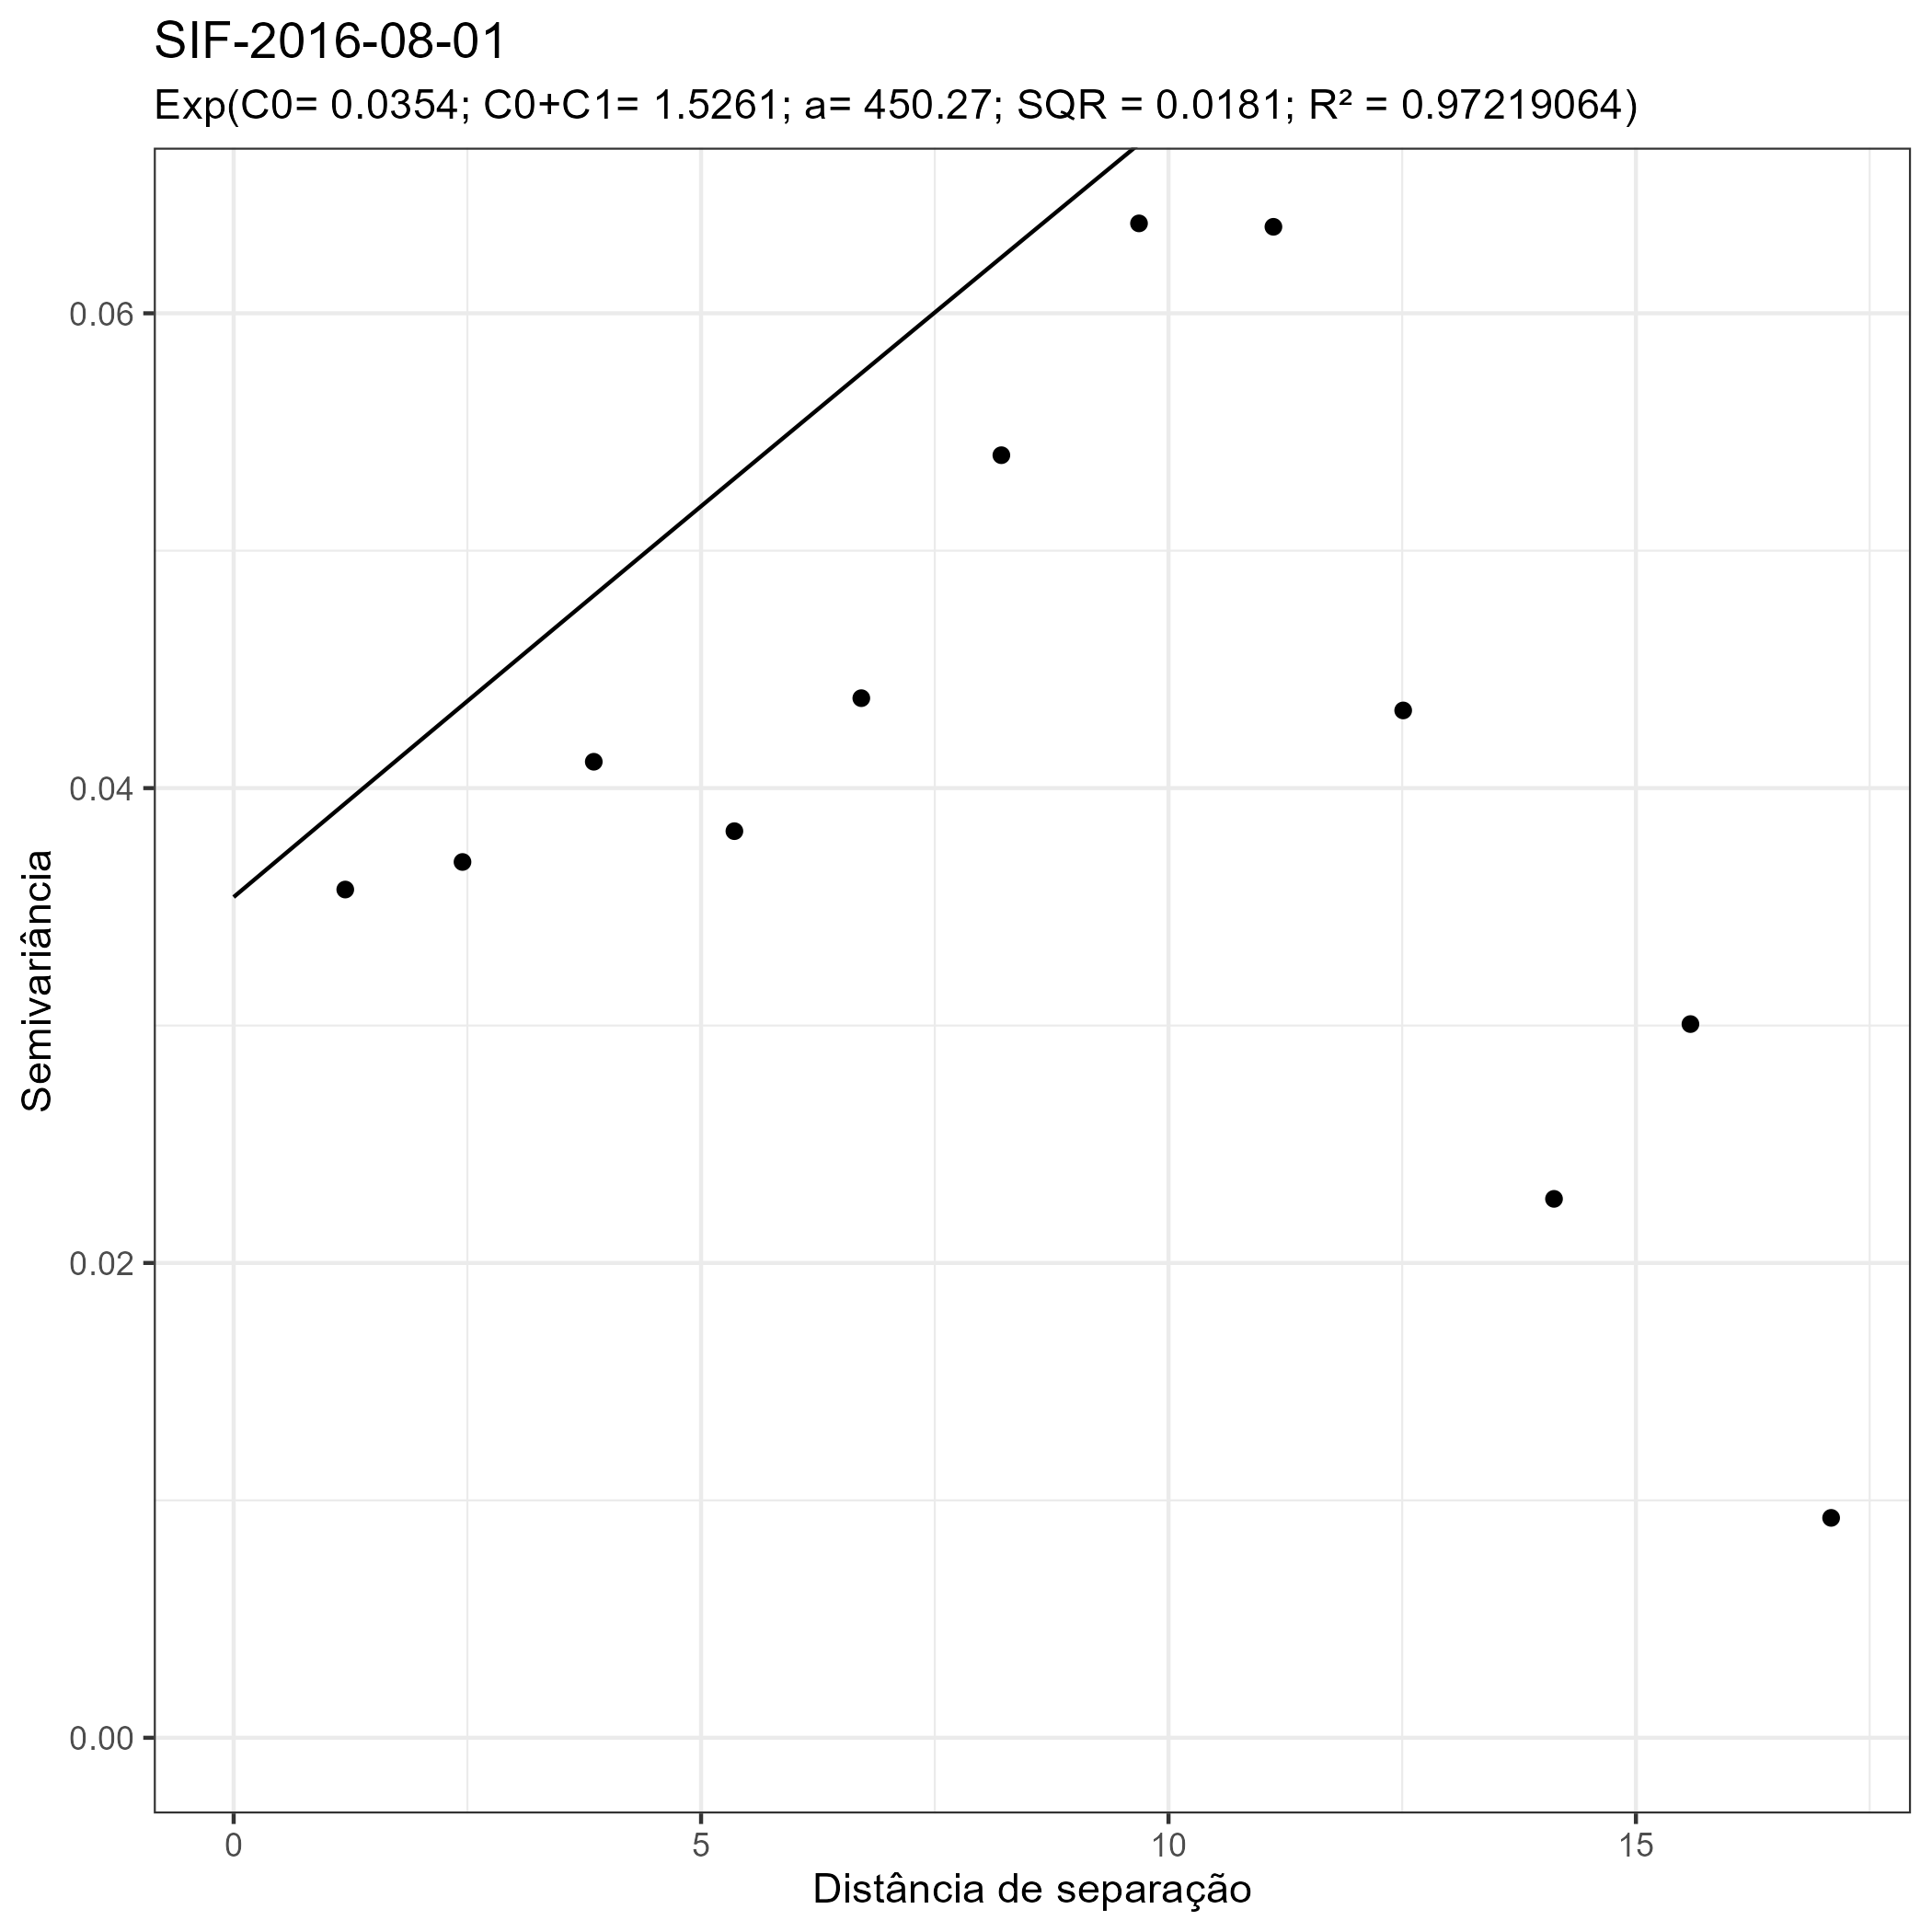 SIF-2016-08-01
Exp(C0= 0.0354; C0+C1= 1.5261; a= 450.27; SQR = 0.0181; R² = 0.97219064)
0.06
0.04
0.02
0.00
Semivariância
0 5 10 15
Distância de separação